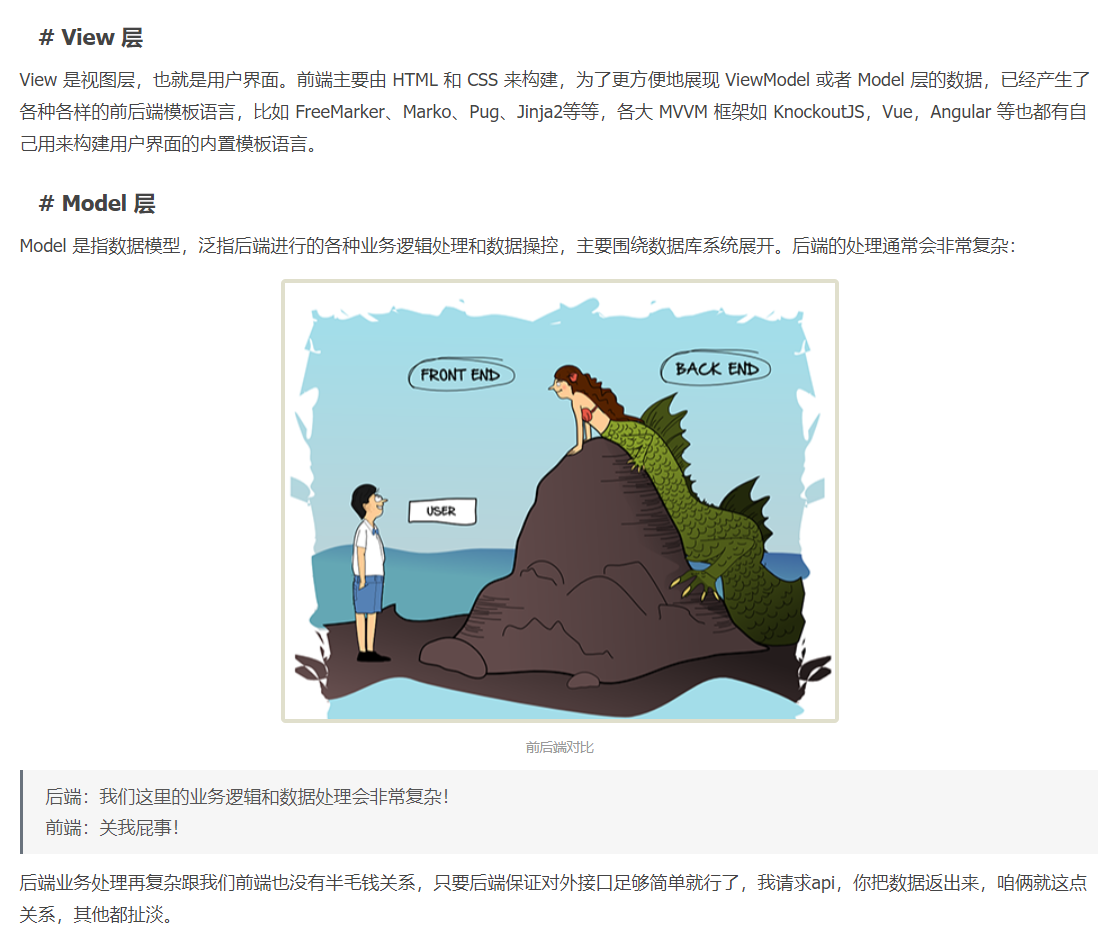 # View 层
View 是视图层，也就是用户界面。前端主要由 HTML 和 CSS 来构建，为了更方便地展现 ViewModel 或者 Model 层的数据，已经产生了
各种各样的前后端模板语言，比如 FreeMarker、Marko、Pug、Jinja2等等，各大 MVVM 框架如 KnockoutJS，Vue，Angular 等也都有自
己用来构建用户界面的内置模板语言。
# Model 层
Model 是指数据模型，泛指后端进行的各种业务逻辑处理和数据操控，主要围绕数据库系统展开。后端的处理通常会非常复杂：
FRONT END
BACK END
USER
前后端对比
后端：我们这里的业务逻辑和数据处理会非常复杂！
前端：关我屁事！
后端业务处理再复杂跟我们前端也没有半毛钱关系，只要后端保证对外接口足够简单就行了，我请求api，你把数据返出来，咱俩就这点
关系，其他都扯淡。